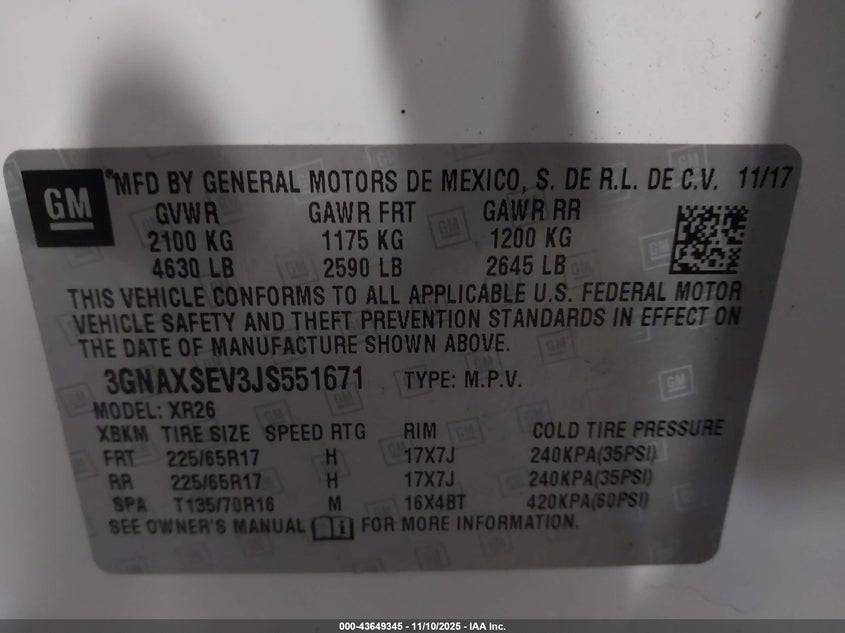 GM
MFD BY GENERAL MOTORS DE MEXICO, S. DE R.L. DE C.V. 11/17
GVWR GAWR FRT GAWR RR
2100 KG 1175 KG 1200 KG
4630 LB 2590 LB 2645 LB
THIS VEHICLE CONFORMS TO ALL APPLICABLE U.S. FEDERAL MOTOR
VEHICLE SAFETY AND THEFT PREVENTION STANDARDS IN EFFECT ON
THE DATE OF MANUFACTURE SHOWN ABOVE.
3GNAXSEV3JS551671 TYPE: M.P.V.
MODEL: XR26
XBKM TIRE SIZE SPEED RTG RIM COLD TIRE PRESSURE
FRT 225/65R17 H 17X7J 240KPA(35PSI)
RR 225/65R17 H 17X7J 240KPA(35PSI)
SPA T135/70R16 M 16X4BT 420KPA(60PSI)
SEE OWNER'S MANUAL FOR MORE INFORMATION.
000-43649345 - 11/10/2025 - IAA Inc.